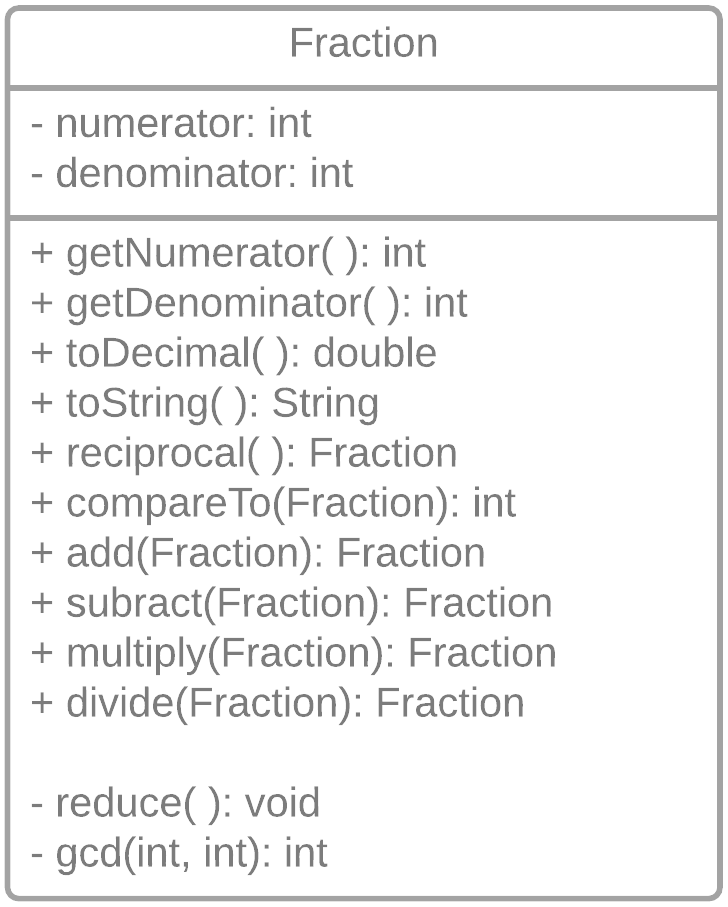 Fraction
- numerator: int
- denominator: int
+ getNumerator( ): int
+ getDenominator( ): int
+ toDecimal( ): double
+ toString( ): String
+ reciprocal( ): Fraction
+ compareTo(Fraction): int
+ add(Fraction): Fraction
+ subract(Fraction): Fraction
+ multiply(Fraction): Fraction
+ divide(Fraction): Fraction
- reduce( ): void
- gcd(int, int): int